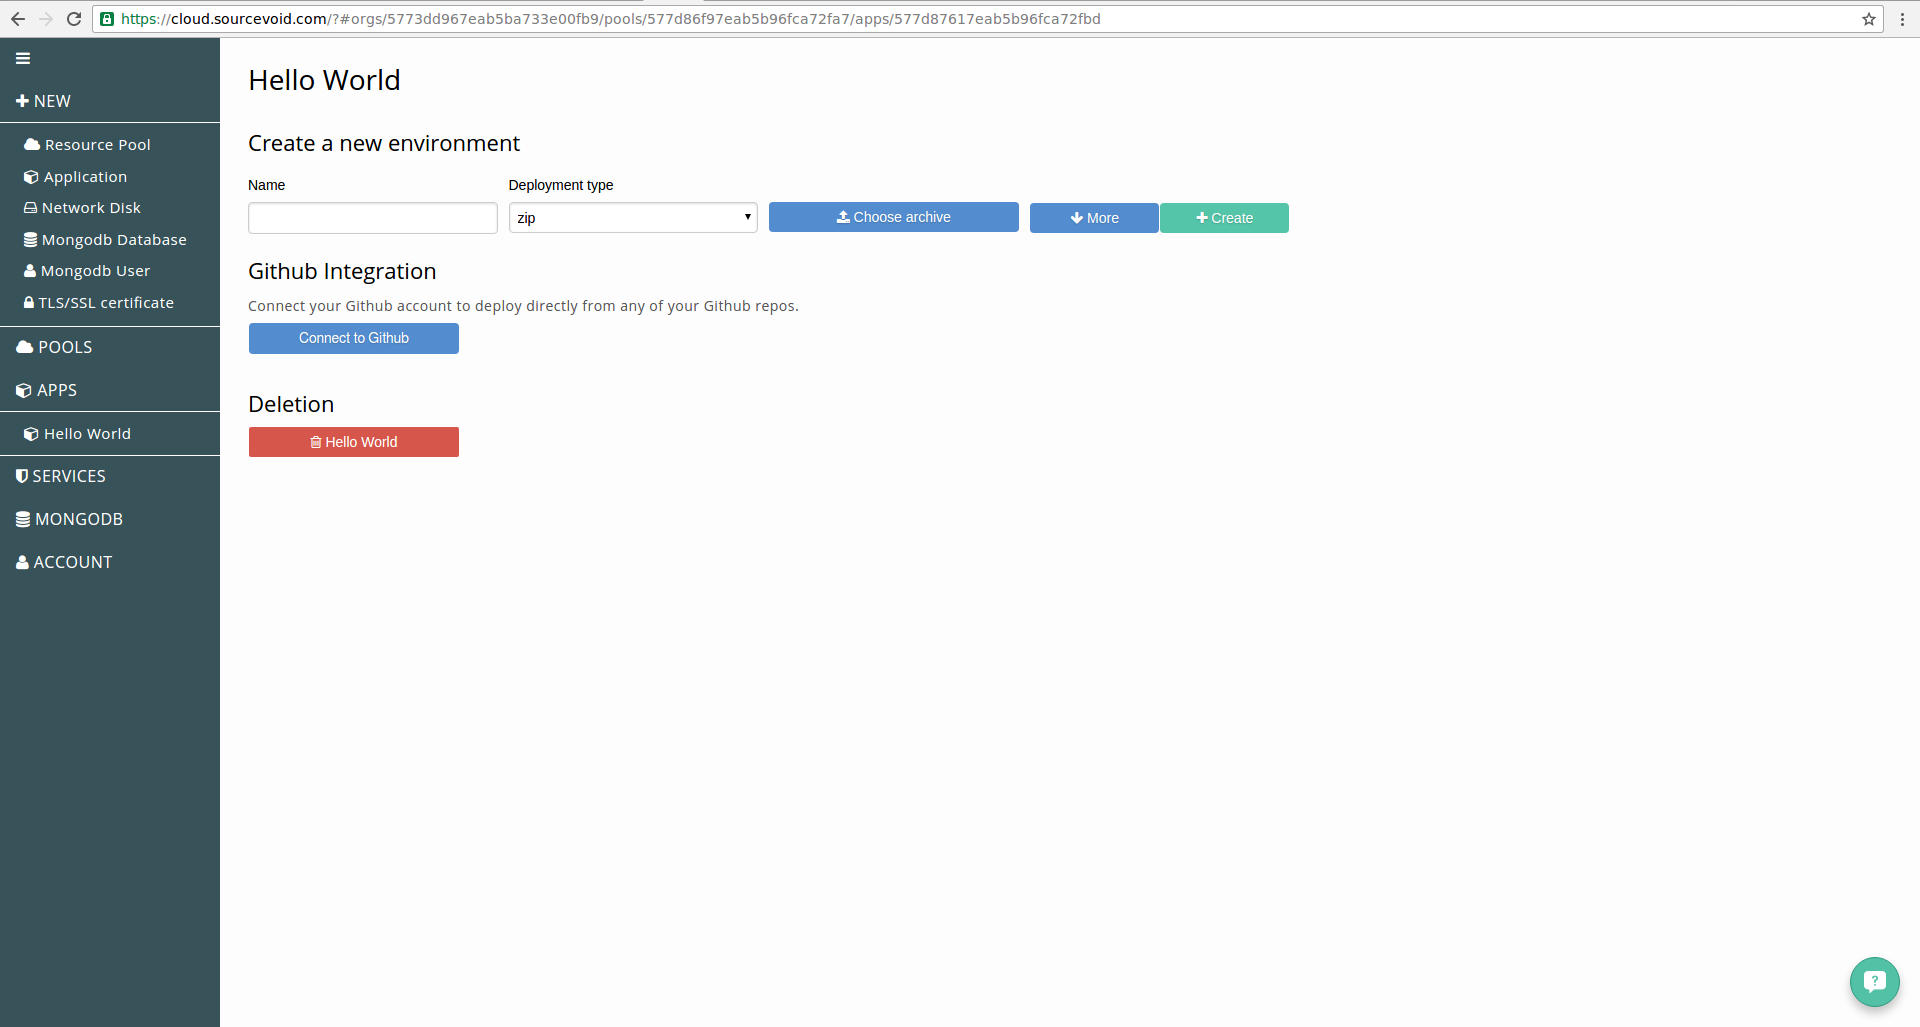 https://cloud.sourcevoid.com/?#orgs/5773dd967eab5ba733e00fb9/pools/577d86f97eab5b96fca72fa7/apps/577d87617eab5b96fca72fbd
NEW
Resource Pool
Application
Network Disk
Mongodb Database
Mongodb User
TLS/SSL certificate
POOLS
APPS
Hello World
SERVICES
MONGODB
ACCOUNT
Hello World
Create a new environment
Name Deployment type
zip Choose archive More Create
Github Integration
Connect your Github account to deploy directly from any of your Github repos.
Connect to Github
Deletion
Hello World
?